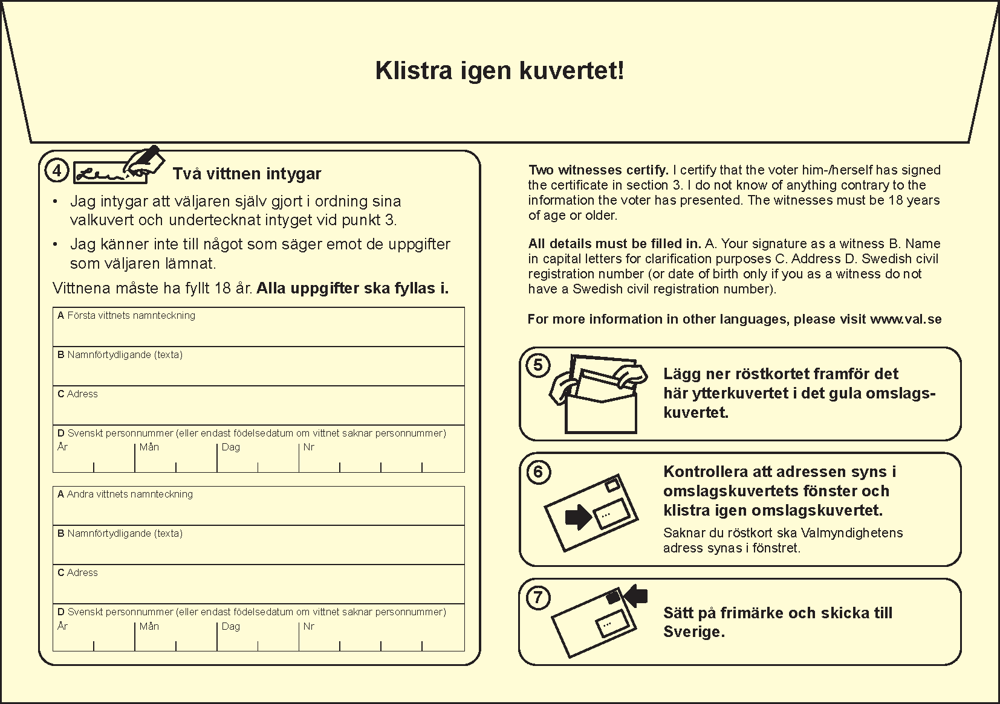 Klistra igen kuvertet!
4
Två vittnen intygar
• Jag intygar att väljaren själv gjort i ordning sina
valkuvert och undertecknat intyget vid punkt 3.
• Jag känner inte till något som säger emot de uppgifter
som väljaren lämnat.
Vittnena måste ha fyllt 18 år. Alla uppgifter ska fyllas i.
A Första vittnets namnteckning
B Namnförtydligande (texta)
C Adress
D Svenskt personnummer (eller endast födelsedatum om vittnet saknar personnummer)
År Mån Dag Nr
A Andra vittnets namnteckning
B Namnförtydligande (texta)
C Adress
D Svenskt personnummer (eller endast födelsedatum om vittnet saknar personnummer)
År Mån Dag Nr
Two witnesses certify. I certify that the voter him-/herself has signed
the certificate in section 3. I do not know of anything contrary to the
information the voter has presented. The witnesses must be 18 years
of age or older.
All details must be filled in. A. Your signature as a witness B. Name
in capital letters for clarification purposes C. Address D. Swedish civil
registration number (or date of birth only if you as a witness do not
have a Swedish civil registration number).
For more information in other languages, please visit www.val.se
5
Lägg ner röstkortet framför det
här ytterkuvertet i det gula omslags-
kuvertet.
6
Kontrollera att adressen syns i
omslagskuvertets fönster och
klistra igen omslagskuvertet.
Saknar du röstkort ska Valmyndighetens
adress synas i fönstret.
7
Sätt på frimärke och skicka till
Sverige.